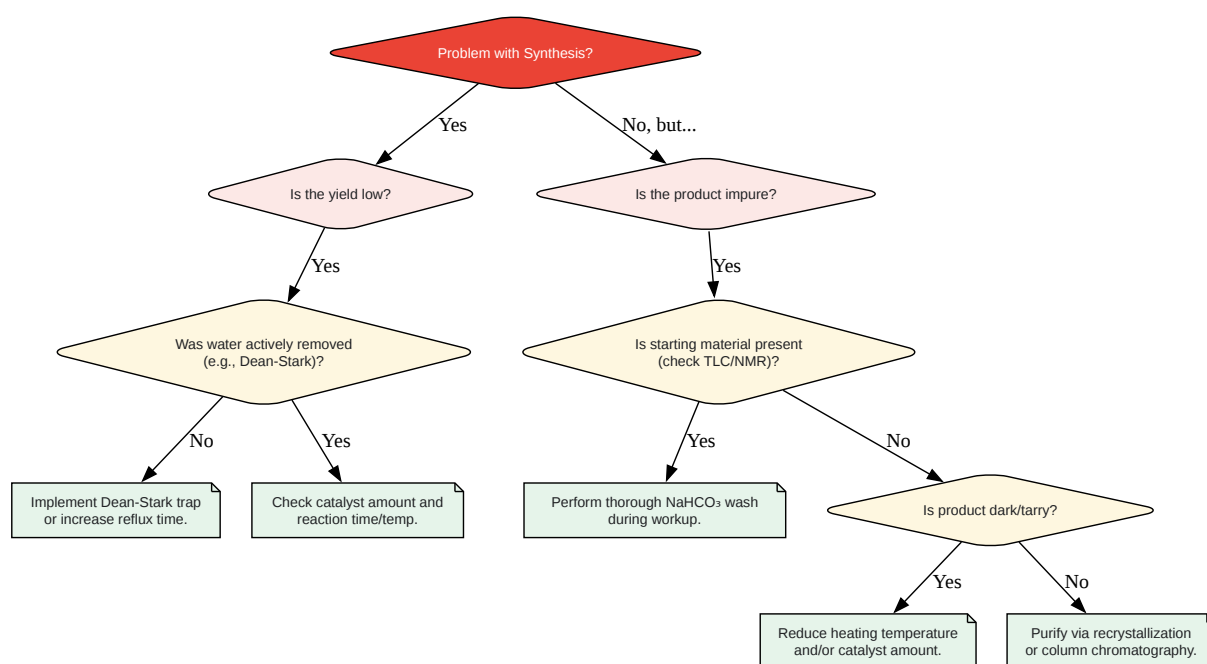 Problem with Synthesis?
Yes
No, but...
Is the yield low?
Is the product impure?
Yes
Yes
Was water actively removed
(e.g., Dean-Stark)?
Is starting material present
(check TLC/NMR)?
No
Yes
Yes
No
Implement Dean-Stark trap
or increase reflux time.
Check catalyst amount and
reaction time/temp.
Perform thorough NaHCO₃ wash
during workup.
Is product dark/tarry?
Yes
No
Reduce heating temperature
and/or catalyst amount.
Purify via recrystallization
or column chromatography.